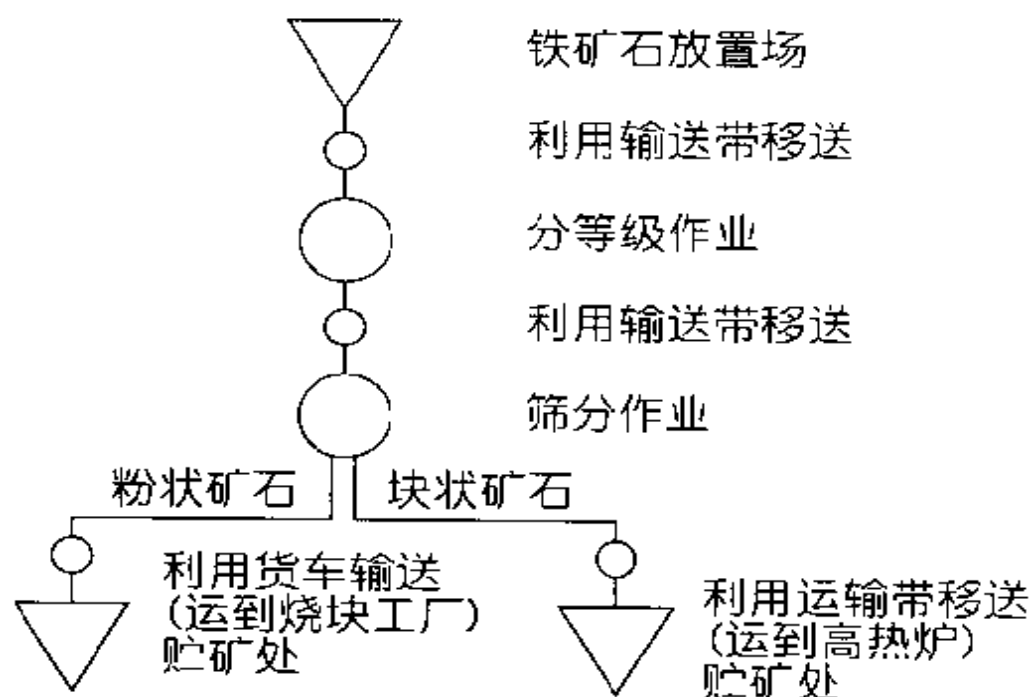 铁矿石放置场
利用输送带移送
分等级作业
利用输送带移送
筛分作业
粉状矿石
块状矿石
利用货车输送
(运到烧块工厂)
贮矿处
利用运输带移送
(运到高热炉)
贮矿处